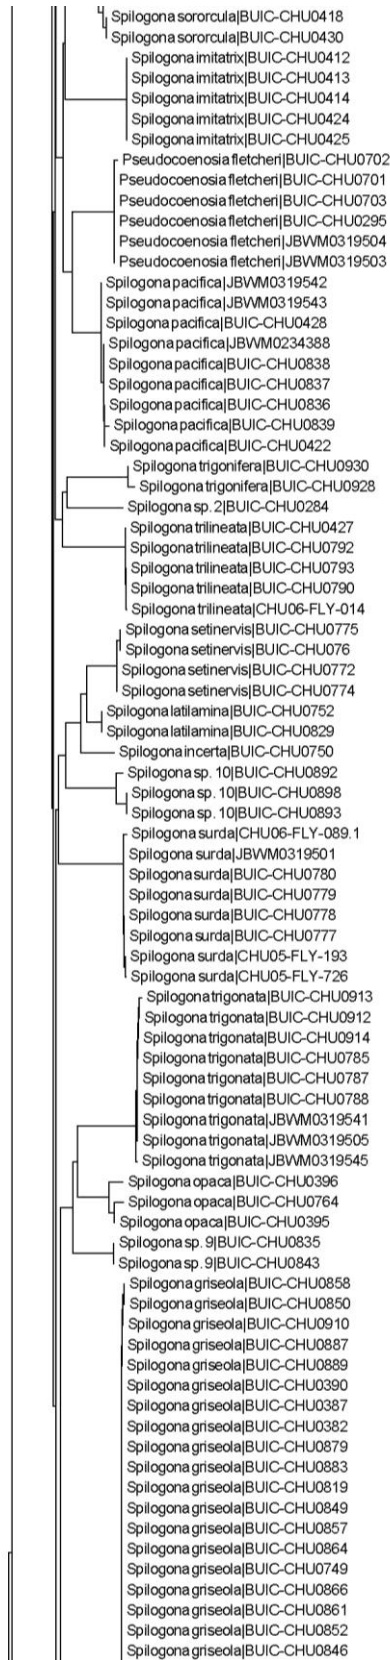 Spilogona sororcula|BUIC-CHU0418
Spilogona sororcula|BUIC-CHU0430
Spilogona imitatrix|BUIC-CHU0412
Spilogona imitatrix|BUIC-CHU0413
Spilogona imitatrix|BUIC-CHU0414
Spilogona imitatrix|BUIC-CHU0424
Spilogona imitatrix|BUIC-CHU0425
Pseudocoenosia fletcheri|BUIC-CHU0702
Pseudocoenosia fletcheri|BUIC-CHU0701
Pseudocoenosia fletcheri|BUIC-CHU0703
Pseudocoenosia fletcheri|BUIC-CHU0295
Pseudocoenosia fletcheri|JBWM0319504
Pseudocoenosia fletcheri|JBWM0319503
Spilogona pacifica|JBWM0319542
Spilogona pacifica|JBWM0319543
Spilogona pacifica|BUIC-CHU0428
Spilogona pacifica|JBWM0234388
Spilogona pacifica|BUIC-CHU0838
Spilogona pacifica|BUIC-CHU0837
Spilogona pacifica|BUIC-CHU0836
Spilogona pacifica|BUIC-CHU0839
Spilogona pacifica|BUIC-CHU0422
Spilogona trigonifera|BUIC-CHU0930
Spilogona trigonifera|BUIC-CHU0928
Spilogona sp. 2|BUIC-CHU0284
Spilogona trilineata|BUIC-CHU0427
Spilogona trilineata|BUIC-CHU0792
Spilogona trilineata|BUIC-CHU0793
Spilogona trilineata|BUIC-CHU0790
Spilogona trilineata|CHU06-FLY-014
Spilogona setinervis|BUIC-CHU0775
Spilogona setinervis|BUIC-CHU076
Spilogona setinervis|BUIC-CHU0772
Spilogona setinervis|BUIC-CHU0774
Spilogona latilamina|BUIC-CHU0752
Spilogona latilamina|BUIC-CHU0829
Spilogona incerta|BUIC-CHU0750
Spilogona sp. 10|BUIC-CHU0892
Spilogona sp. 10|BUIC-CHU0898
Spilogona sp. 10|BUIC-CHU0893
Spilogona surda|CHU06-FLY-089.1
Spilogona surda|JBWM0319501
Spilogona surda|BUIC-CHU0780
Spilogona surda|BUIC-CHU0779
Spilogona surda|BUIC-CHU0778
Spilogona surda|BUIC-CHU0777
Spilogona surda|CHU05-FLY-193
Spilogona surda|CHU05-FLY-726
Spilogona trigonata|BUIC-CHU0913
Spilogona trigonata|BUIC-CHU0912
Spilogona trigonata|BUIC-CHU0914
Spilogona trigonata|BUIC-CHU0785
Spilogona trigonata|BUIC-CHU0787
Spilogona trigonata|BUIC-CHU0788
Spilogona trigonata|JBWM0319541
Spilogona trigonata|JBWM0319505
Spilogona trigonata|JBWM0319545
Spilogona opaca|BUIC-CHU0396
Spilogona opaca|BUIC-CHU0764
Spilogona opaca|BUIC-CHU0395
Spilogona sp. 9|BUIC-CHU0835
Spilogona sp. 9|BUIC-CHU0843
Spilogona griseola|BUIC-CHU0858
Spilogona griseola|BUIC-CHU0850
Spilogona griseola|BUIC-CHU0910
Spilogona griseola|BUIC-CHU0887
Spilogona griseola|BUIC-CHU0889
Spilogona griseola|BUIC-CHU0390
Spilogona griseola|BUIC-CHU0387
Spilogona griseola|BUIC-CHU0382
Spilogona griseola|BUIC-CHU0879
Spilogona griseola|BUIC-CHU0883
Spilogona griseola|BUIC-CHU0819
Spilogona griseola|BUIC-CHU0849
Spilogona griseola|BUIC-CHU0857
Spilogona griseola|BUIC-CHU0864
Spilogona griseola|BUIC-CHU0749
Spilogona griseola|BUIC-CHU0866
Spilogona griseola|BUIC-CHU0861
Spilogona griseola|BUIC-CHU0852
Spilogona griseola|BUIC-CHU0846